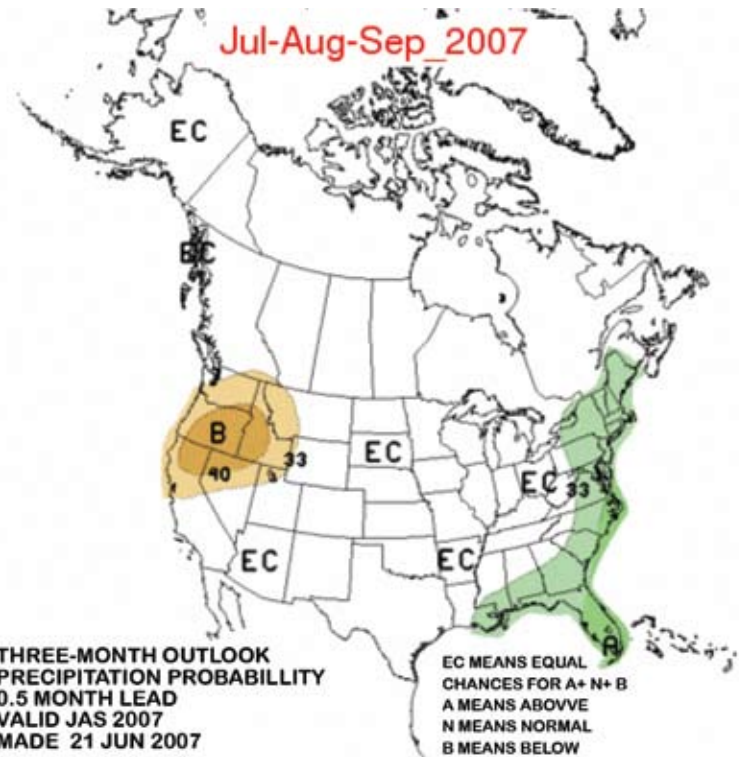 Jul-Aug-Sep_2007
EC
EC
B
40
33
EC
EC
33
EC
EC
A
THREE-MONTH OUTLOOK
PRECIPITATION PROBABILLITY
0.5 MONTH LEAD
VALID JAS 2007
MADE 21 JUN 2007
EC MEANS EQUAL
CHANCES FOR A+ N+ B
A MEANS ABOVVE
N MEANS NORMAL
B MEANS BELOW